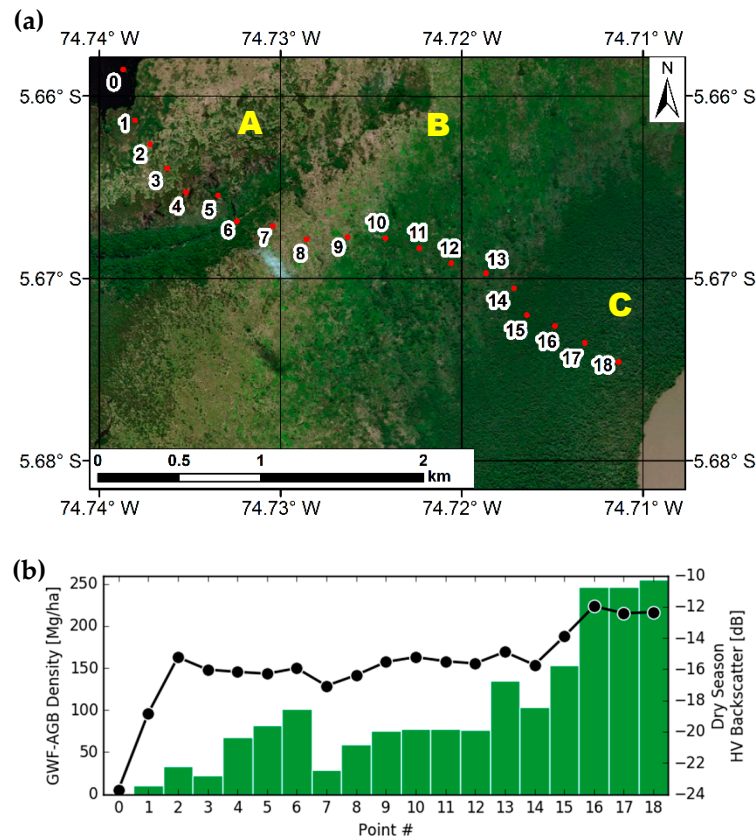 (a)
74.74° W 74.73° W 74.72° W 74.71° W
N
5.66° S 5.66° S
5.67° S 5.67° S
5.68° S 5.68° S
A
B
C
0
1
2
3
4
5
6
7
8
9
10
11
12
13
14
15
16
17
18
0 0.5 1 2
km
74.74° W 74.73° W 74.72° W 74.71° W
(b)
GWF-AGB Density [Mg/ha]
250
200
150
100
50
0
−10
−12
−14
−16
−18
−20
−22
−24
Dry Season
HV Backscatter [dB]
0 1 2 3 4 5 6 7 8 9 10 11 12 13 14 15 16 17 18
Point #